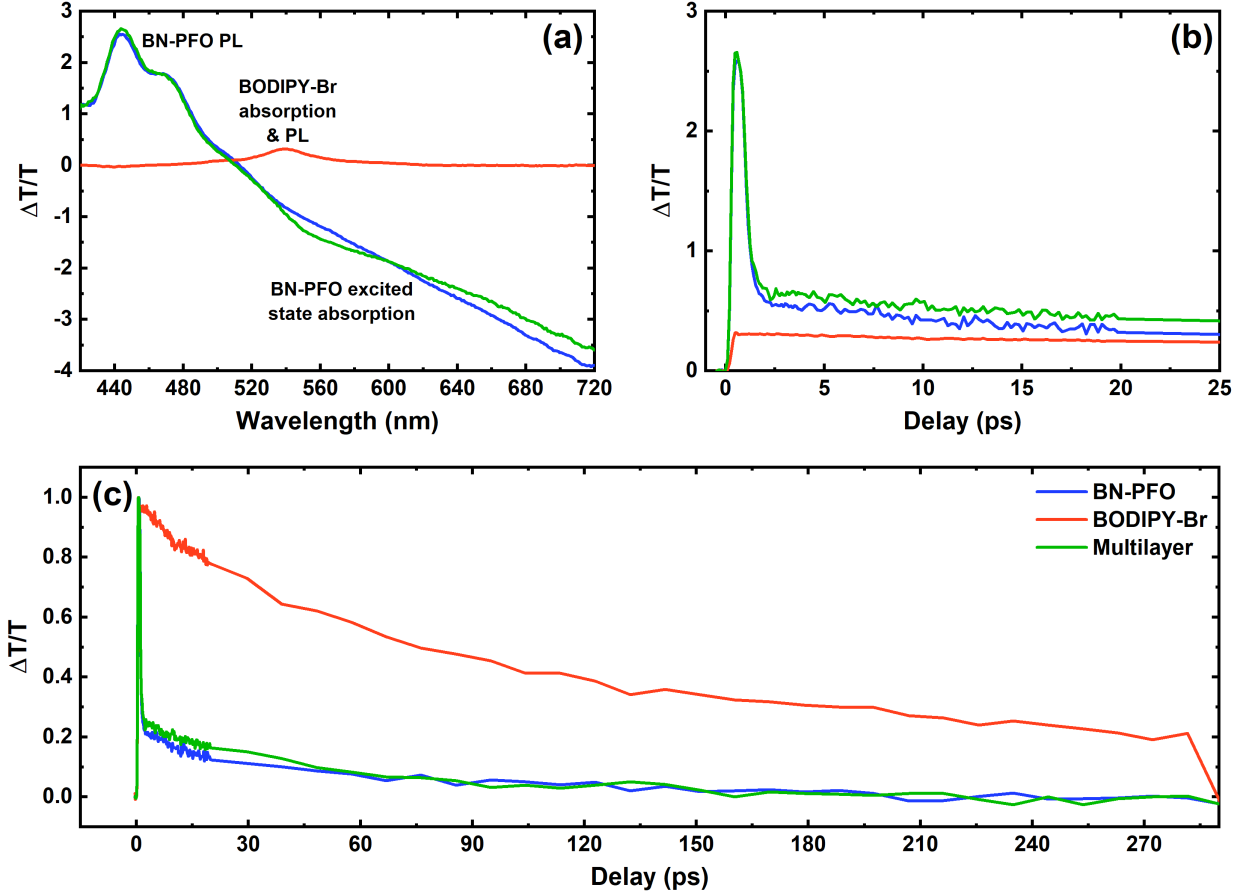 3
2
1
0
-1
-2
-3
-4
ΔT/T
BN-PFO PL
(a)
BODIPY-Br
absorption
& PL
BN-PFO excited
state absorption
440 480 520 560 600 640 680 720
Wavelength (nm)
3
2
1
0
ΔT/T
(b)
0 5 10 15 20 25
Delay (ps)
(c)
1.0
0.8
0.6
0.4
0.2
0.0
ΔT/T
BN-PFO
BODIPY-Br
Multilayer
0 30 60 90 120 150 180 210 240 270
Delay (ps)